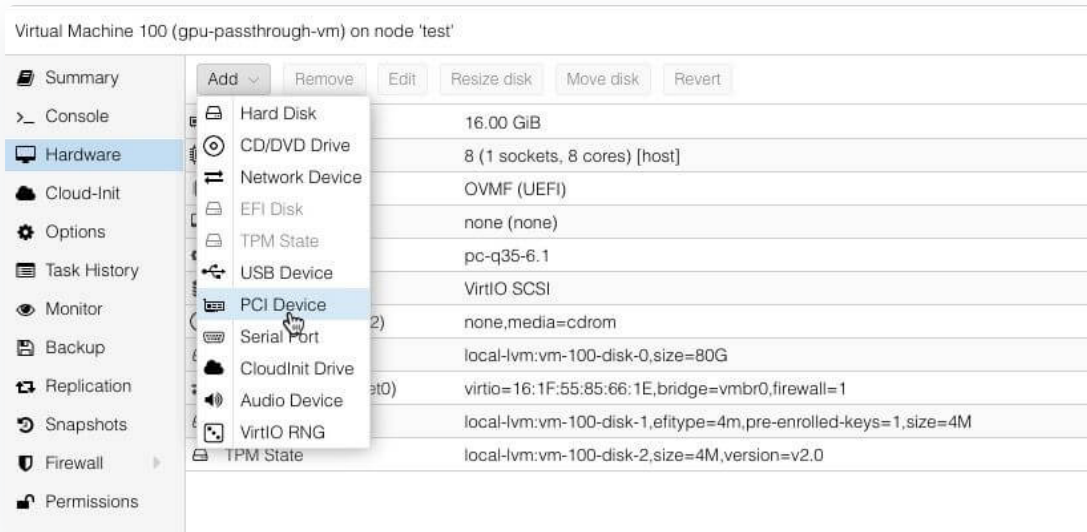 Virtual Machine 100 (gpu-passthrough-vm) on node 'test'
Summary
Console
Hardware
Cloud-Init
Options
Task History
Monitor
Backup
Replication
Snapshots
Firewall
Permissions
Add Remove Edit Resize disk Move disk Revert
Hard Disk
CD/DVD Drive
Network Device
EFI Disk
TPM State
USB Device
PCI Device
Serial Port
CloudInit Drive
Audio Device
VirtIO RNG
16.00 GiB
8 (1 sockets, 8 cores) [host]
OVMF (UEFI)
none (none)
pc-q35-6.1
VirtIO SCSI
2) none,media=cdrom
local-lvm:vm-100-disk-0,size=80G
et0) virtio=16:1F:55:85:66:1E,bridge=vmbr0,firewall=1
local-lvm:vm-100-disk-1,efitype=4m,pre-enrolled-keys=1,size=4M
TPM State local-lvm:vm-100-disk-2,size=4M,version=v2.0